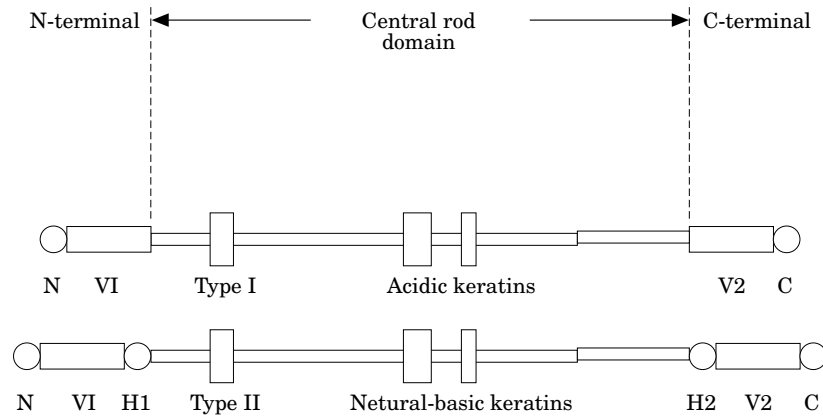 N-terminal Central rod domain C-terminal
N VI Type I Acidic keratins V2 C
N VI H1 Type II Netural-basic keratins H2 V2 C